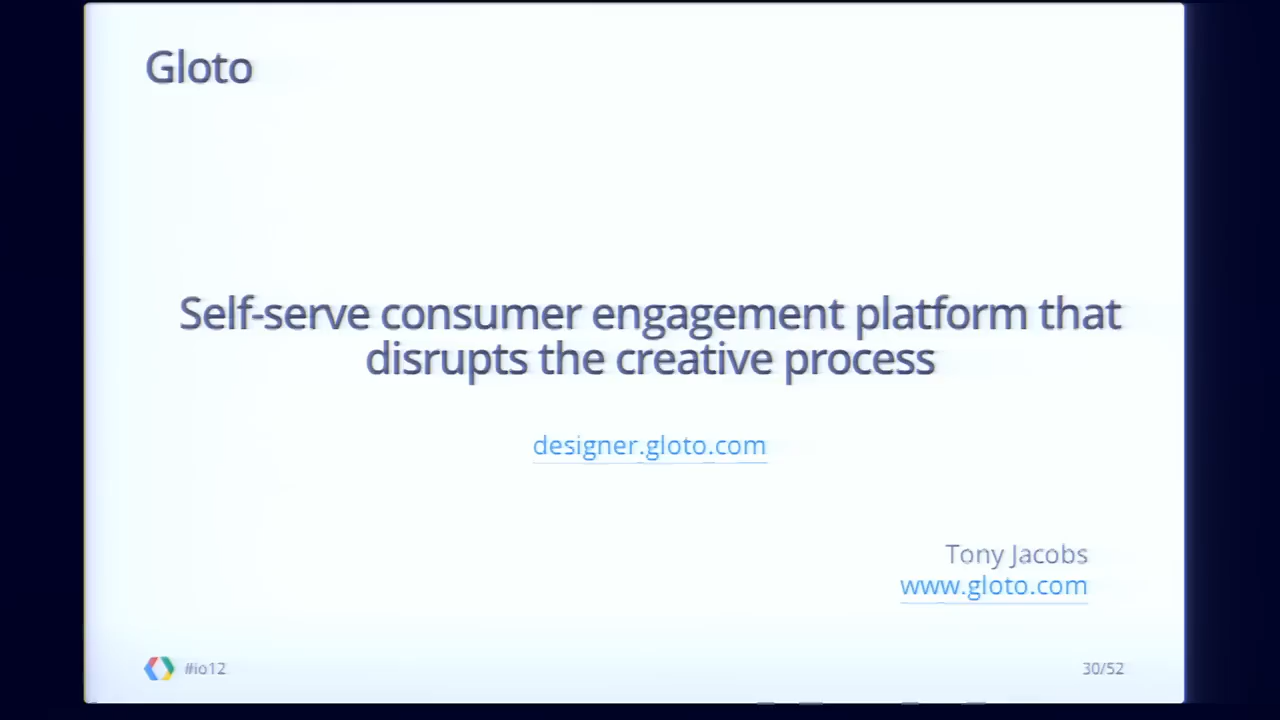 Gloto
Self-serve consumer engagement platform that
disrupts the creative process
designer.gloto.com
Tony Jacobs
www.gloto.com
#io12
30/52